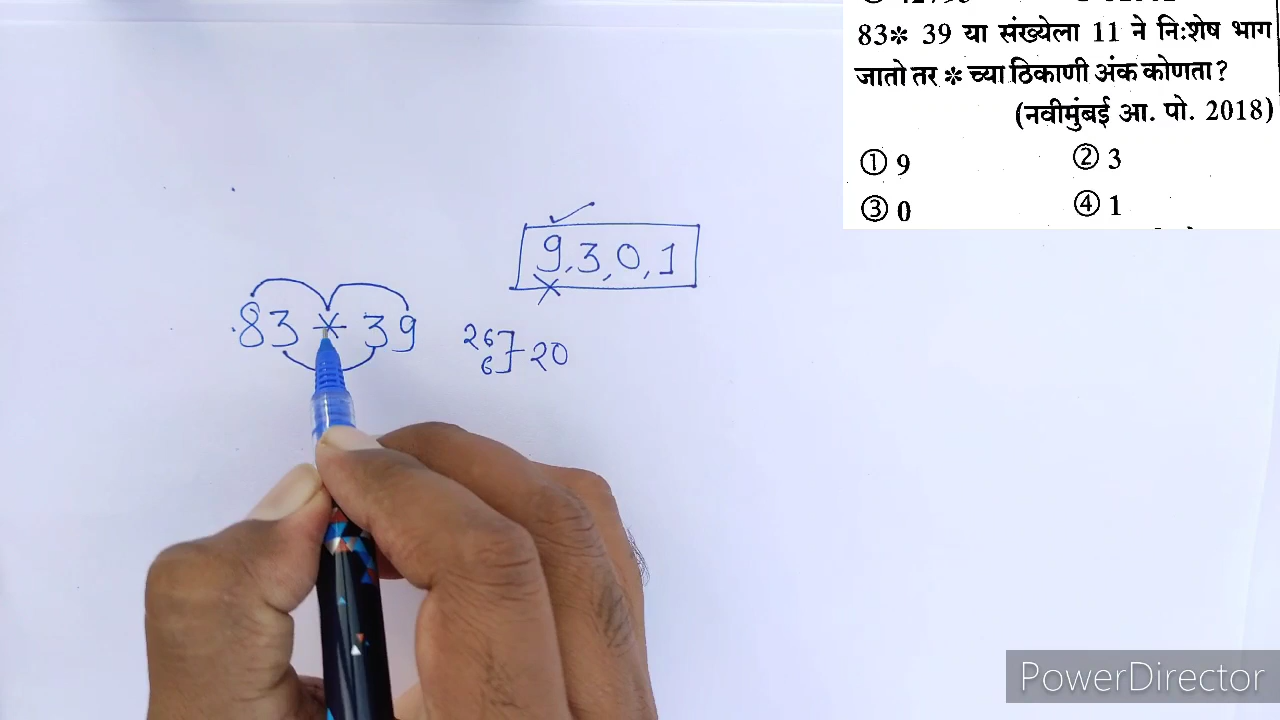 83✻ 39 या संख्येला 11 ने निःशेष भाग
जातो तर ✻ च्या ठिकाणी अंक कोणता?
(नवीमुंबई आ. पो. 2018)
① 9 ② 3
③ 0 ④ 1
9,3,0,1
83 * 39
26
6
20
PowerDirector